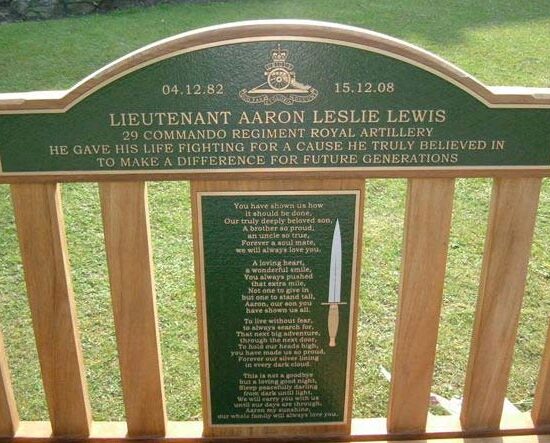 04.12.82 15.12.08
LIEUTENANT AARON LESLIE LEWIS
29 COMMANDO REGIMENT ROYAL ARTILLERY
HE GAVE HIS LIFE FIGHTING FOR A CAUSE HE TRULY BELIEVED IN
TO MAKE A DIFFERENCE FOR FUTURE GENERATIONS
You have shown us how
it should be done,
Our truly deeply beloved son,
A brother so proud,
an uncle so true,
Forever a soul mate,
we will always love you.
A loving heart,
a wonderful smile,
You always pushed
that extra mile,
Not one to give in
but one to stand tall,
Aaron, our son you
have shown us all.
To live without fear,
to always search for,
That next big adventure,
through the next door,
To hold our heads high,
you have made us so proud,
Forever our silver lining
in every dark cloud.
This is not a goodbye
but a loving good night,
Sleep peacefully darling
from dark until light,
We will carry you with us
until our days are through,
Aaron my sunshine,
our whole family will always love you.